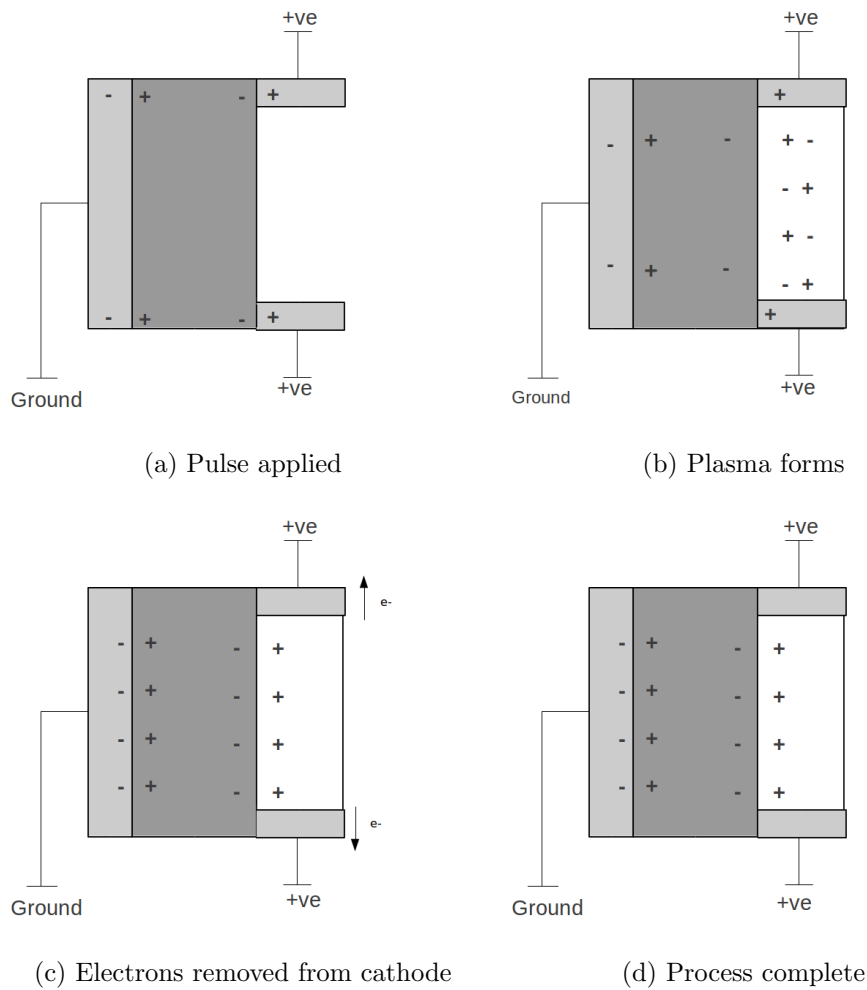 +ve
+ve
- + - +
+
- + - + -
- +
+ -
- + - - +
- + - +
+
+ve
+ve
Ground
Ground
(a) Pulse applied
(b) Plasma forms
+ve
+ve
e-
- + - +
- + - +
- + - +
- + - +
- + - +
- + - +
- + - +
- + - +
e-
+ve
+ve
Ground
Ground
(c) Electrons removed from cathode
(d) Process complete